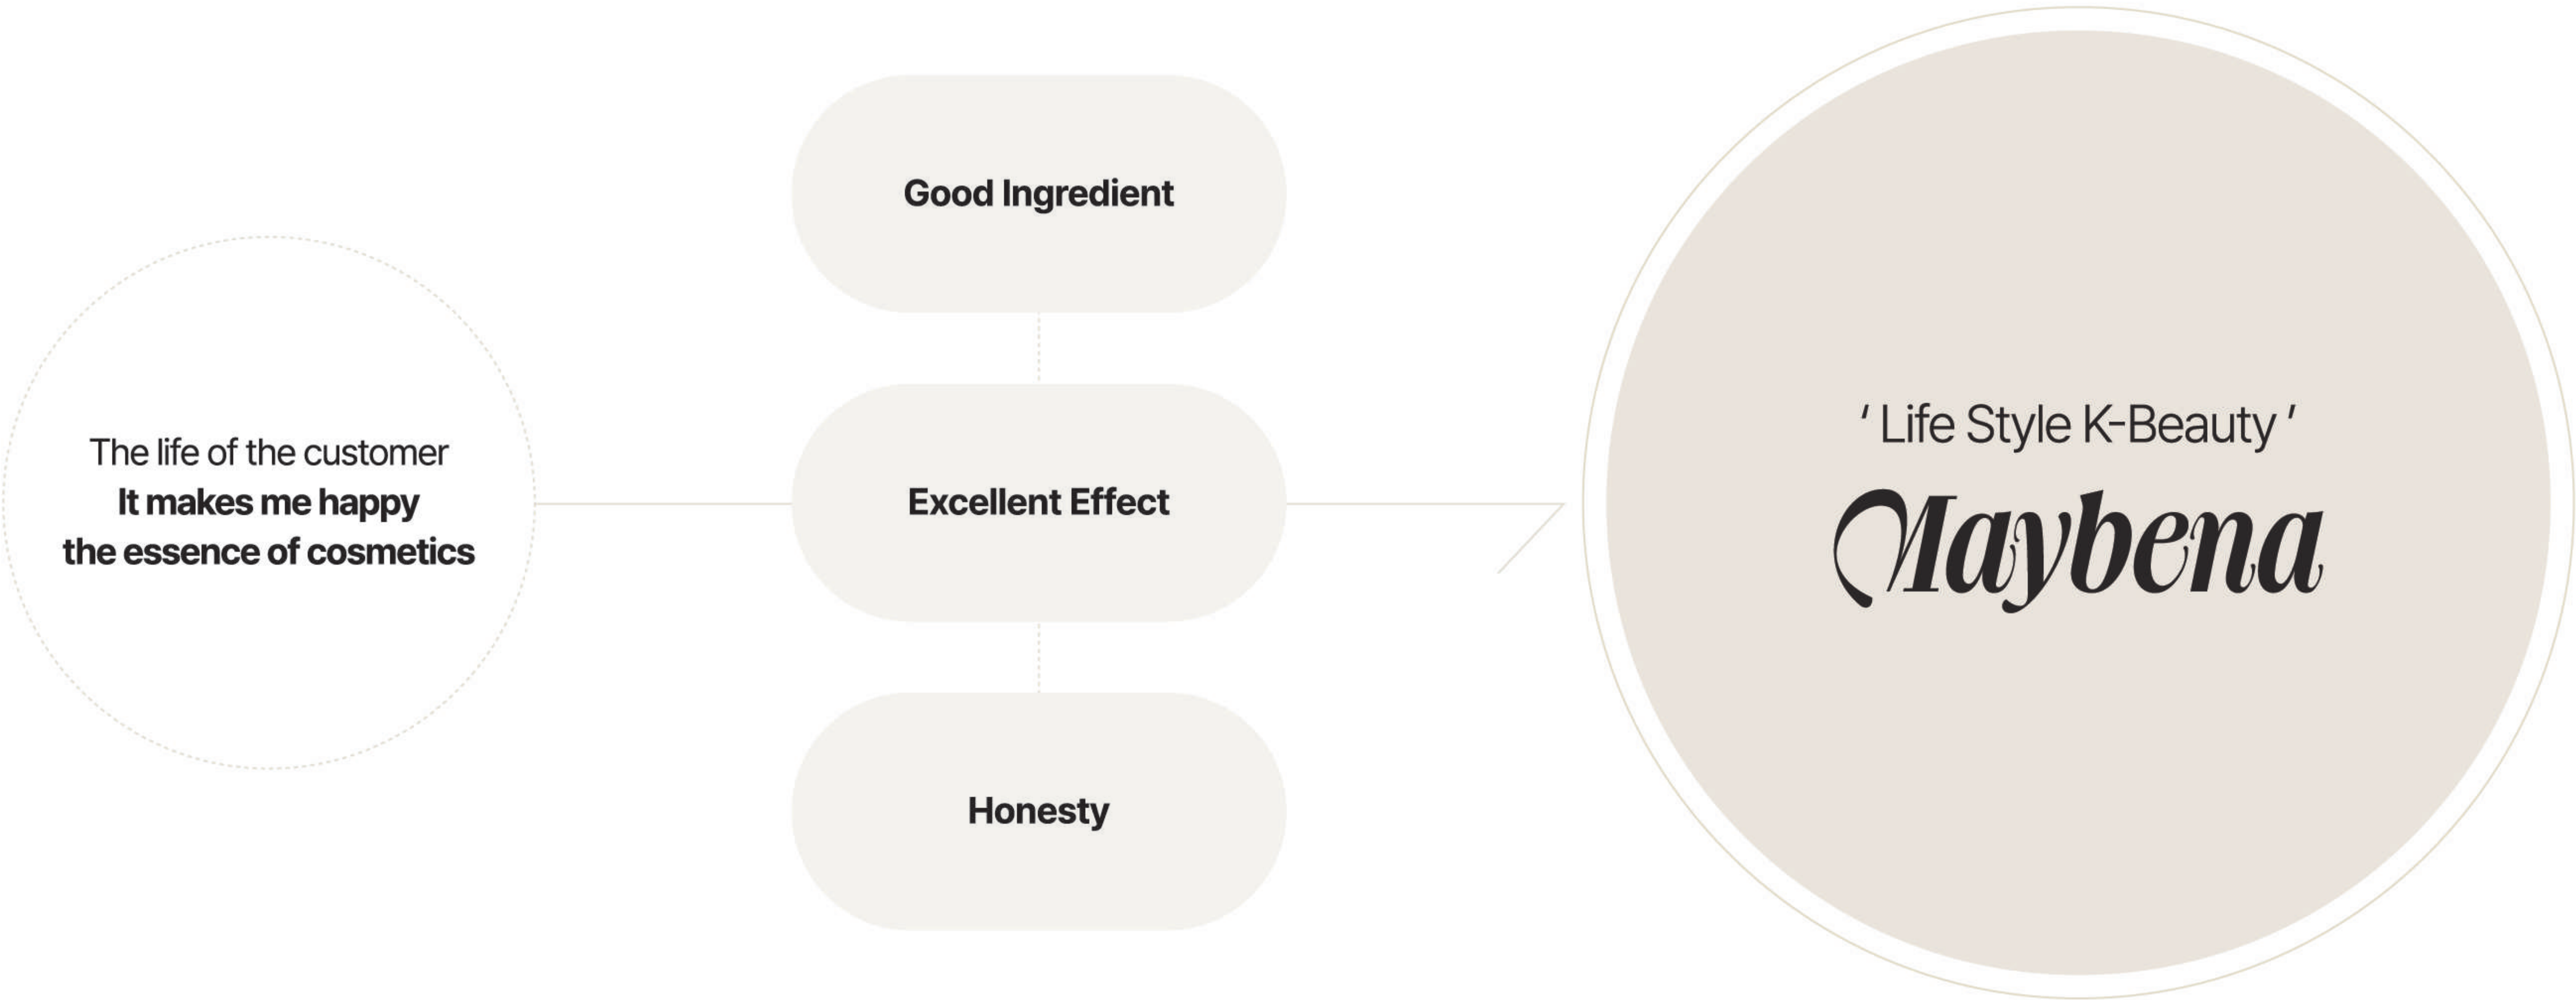 The life of the customer
It makes me happy
the essence of cosmetics
Good Ingredient
Excellent Effect
Honesty
‘ Life Style K-Beauty ’
Maybena